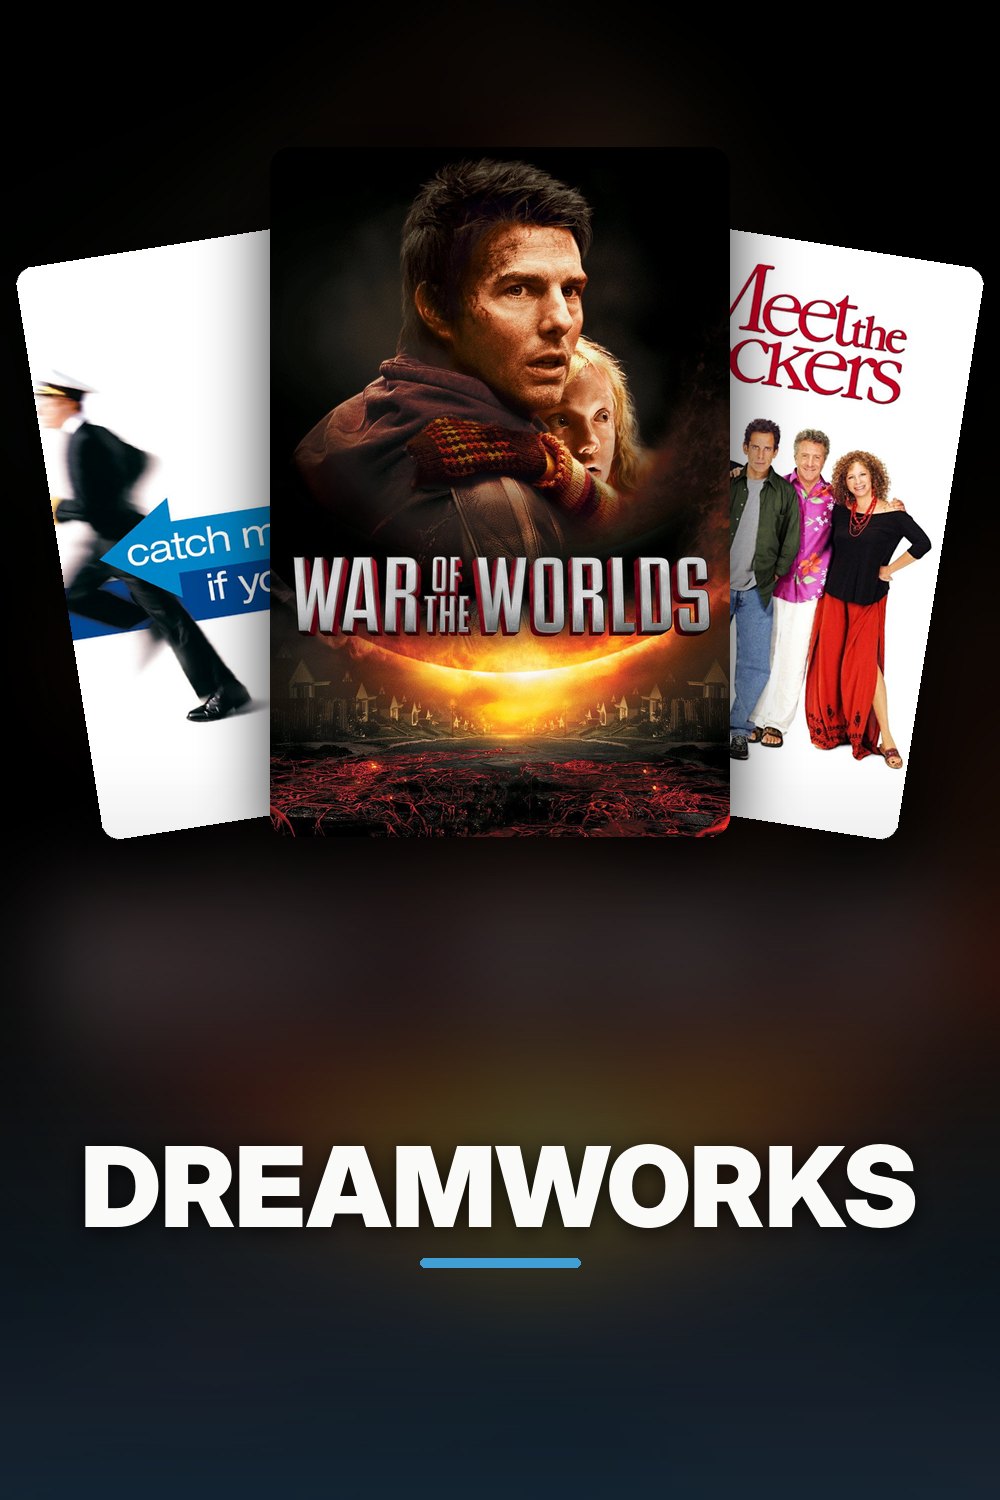 catch m
if yo
WAR OF THE WORLDS
Meet the
ckers
DREAMWORKS